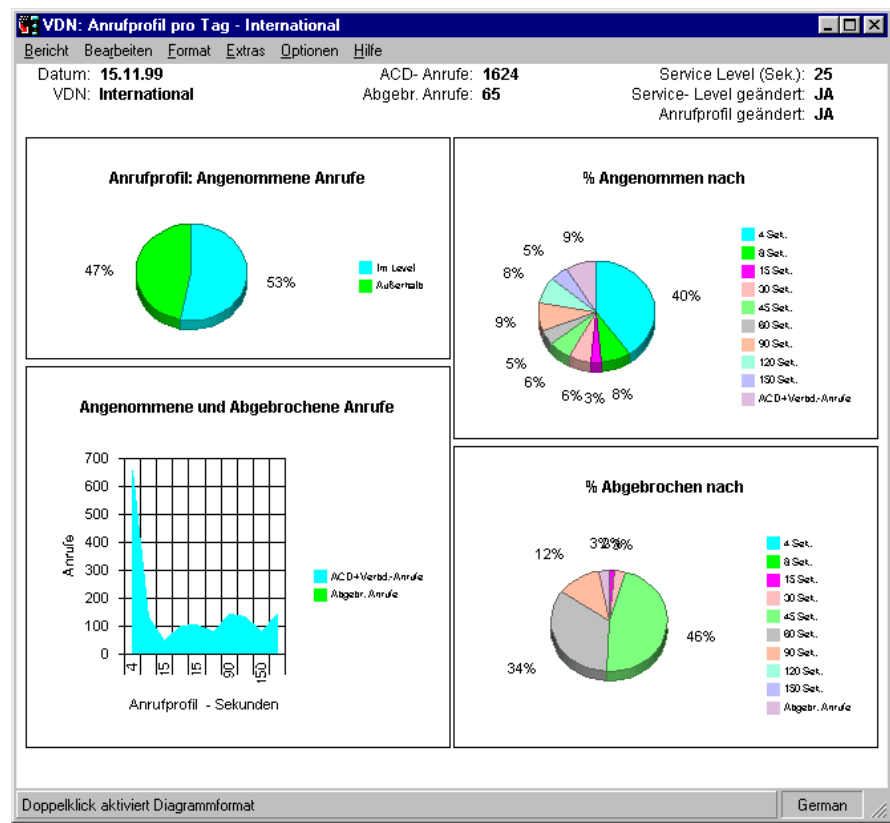 VDN: Anrufprofil pro Tag - International
Bericht Bearbeiten Format Extras Optionen Hilfe
Datum: 15.11.99 ACD- Anrufe: 1624 Service Level (Sek.): 25
VDN: International Abgebr. Anrufe: 65 Service- Level geändert: JA
Anrufprofil geändert: JA
Anrufprofil: Angenommene Anrufe
47%
53%
Im Level
Außerhalb
% Angenommen nach
9%
5%
8%
9%
5%
6%
6%
3%
8%
40%
4 Sek.
8 Sek.
15 Sek.
30 Sek.
45 Sek.
60 Sek.
90 Sek.
120 Sek.
150 Sek.
ACD+Verbd.-Anrufe
Angenommene und Abgebrochene Anrufe
700
600
500
400
300
200
100
0
Anrufe
4 15 15 90 150
Anrufprofil - Sekunden
ACD+Verbd.-Anrufe
Abgebr. Anrufe
% Abgebrochen nach
12%
3%
3%
46%
34%
4 Sek.
8 Sek.
15 Sek.
30 Sek.
45 Sek.
60 Sek.
90 Sek.
120 Sek.
150 Sek.
Abgebr. Anrufe
Doppelklick aktiviert Diagrammformat
German